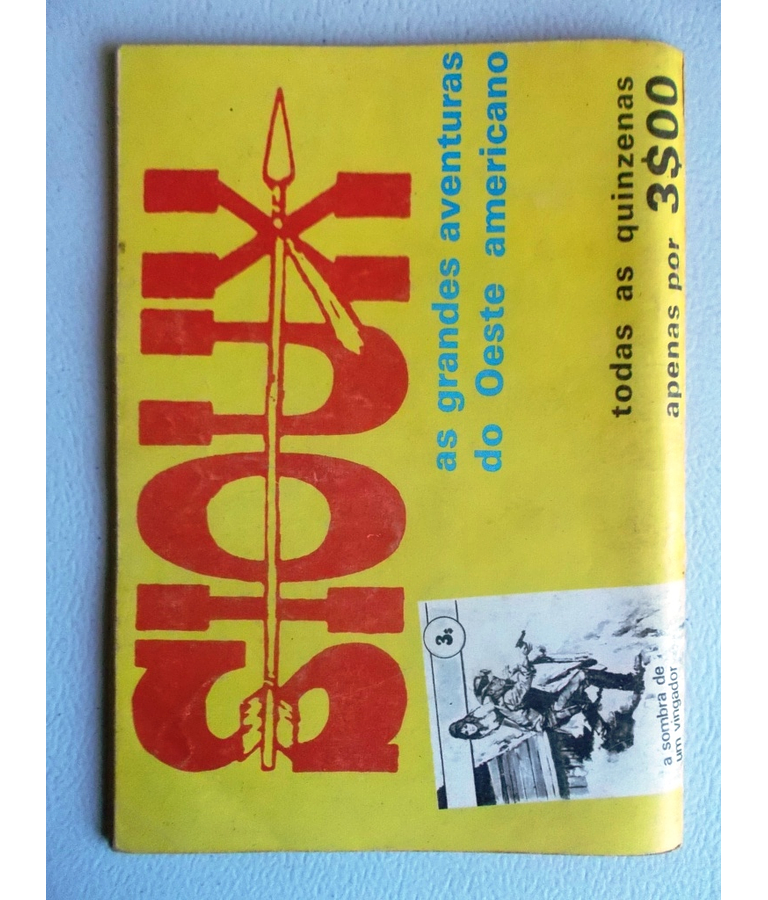 SIOUX
as grandes aventuras
do Oeste americano
todas as quinzenas
apenas por 3$00
3$
a sombra de
um vingador